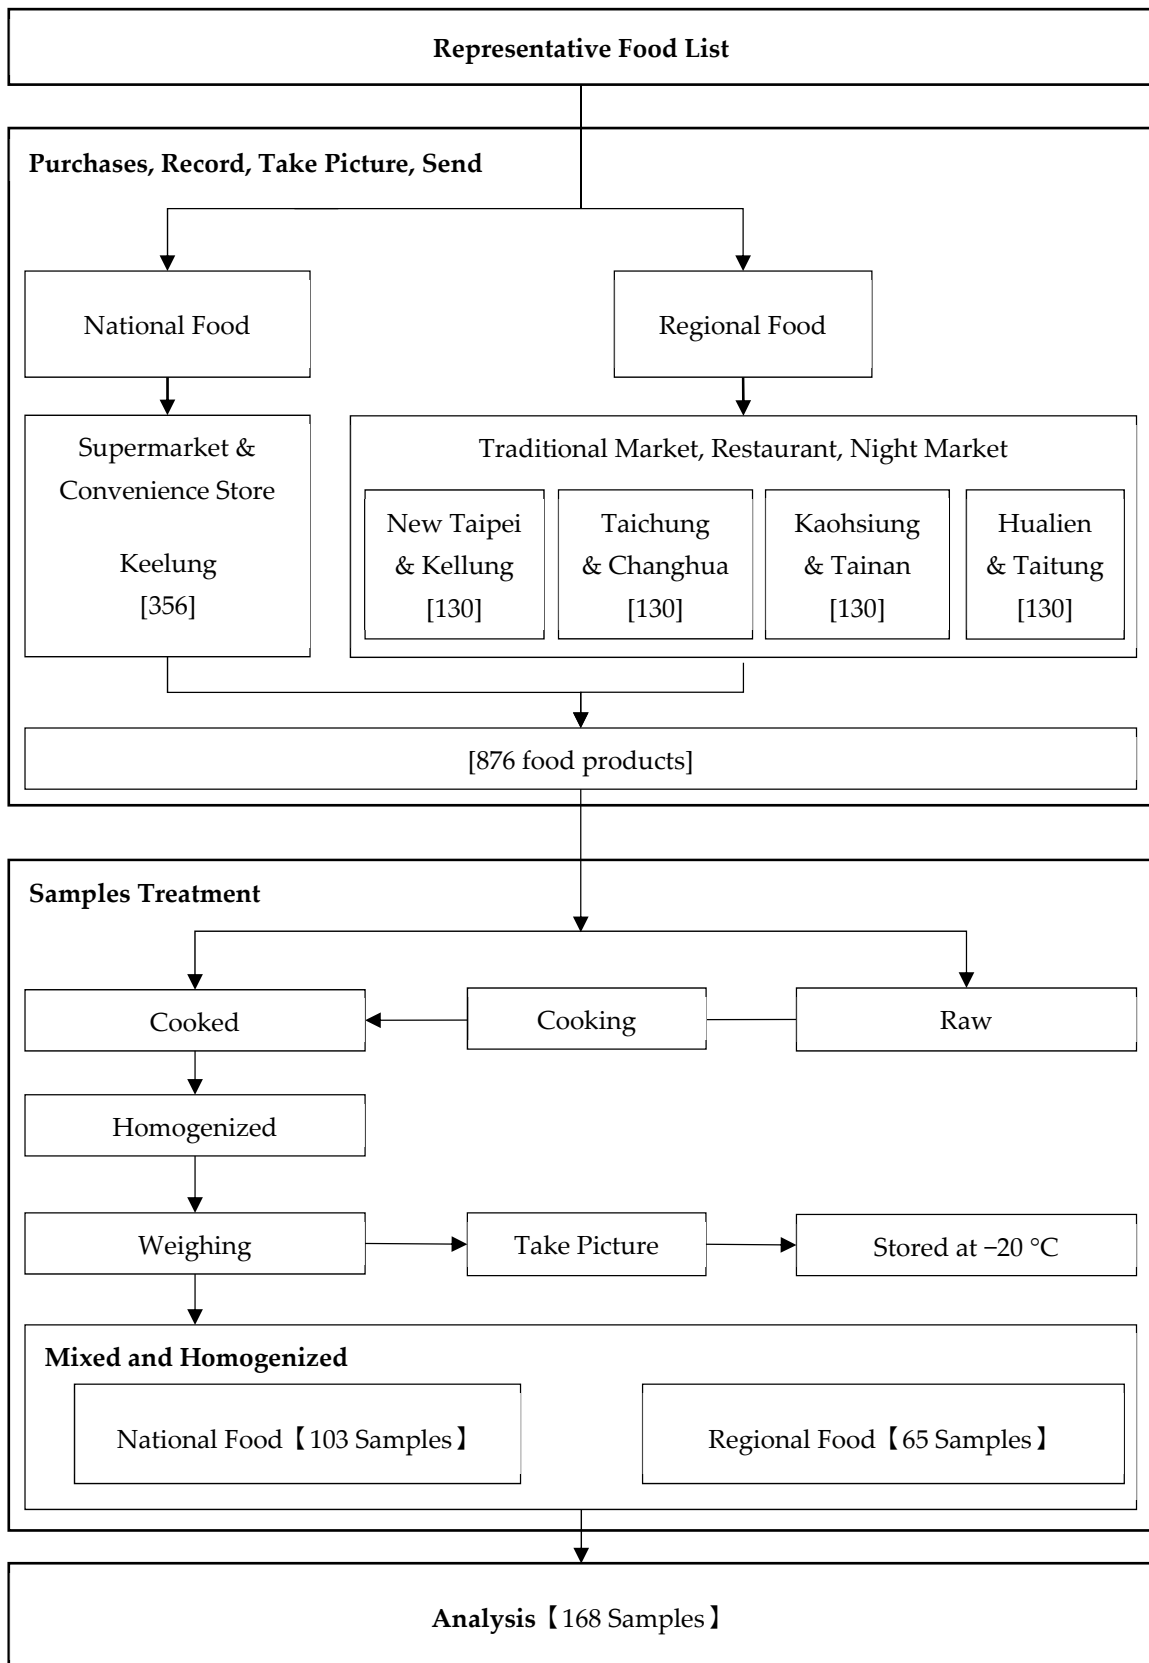 Representative Food List
Purchases, Record, Take Picture, Send
National Food
Regional Food
Supermarket &
Convenience Store
Keelung
[356]
Traditional Market, Restaurant, Night Market
New Taipei
& Kellung
[130]
Taichung
& Changhua
[130]
Kaohsiung
& Tainan
[130]
Hualien
& Taitung
[130]
[876 food products]
Samples Treatment
Cooked
Cooking
Raw
Homogenized
Weighing
Take Picture
Stored at −20 °C
Mixed and Homogenized
National Food【103 Samples】
Regional Food【65 Samples】
Analysis【168 Samples】